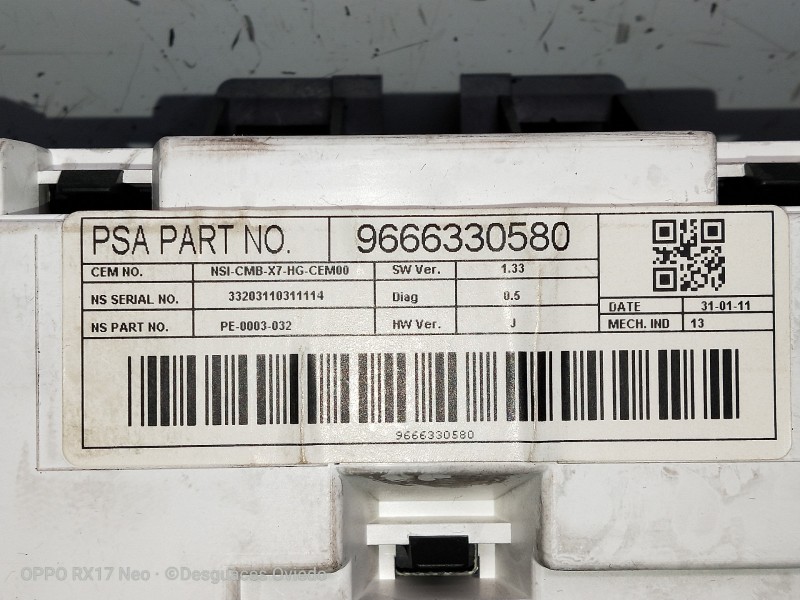 PSA PART NO. 9666330580
CEM NO. NSI-CMB-X7-HG-CEM00 SW Ver. 1.33
NS SERIAL NO. 33203110311114 Diag 0.5
DATE 31-01-11
NS PART NO. PE-0003-032 HW Ver. J
MECH. IND 13
9666330580
OPPO RX17 Neo · ©Desguaces Oviedo